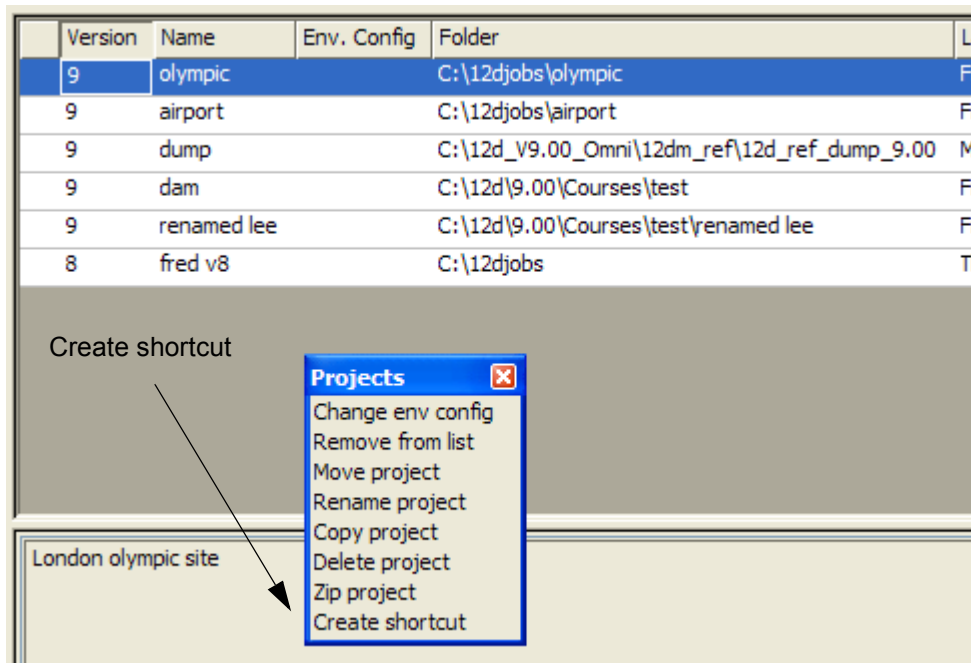 Version Name Env. Config Folder L
9 olympic C:\12djobs\olympic F
9 airport C:\12djobs\airport F
9 dump C:\12d_V9.00_Omni\12dm_ref\12d_ref_dump_9.00 M
9 dam C:\12d\9.00\Courses\test F
9 renamed lee C:\12d\9.00\Courses\test\renamed lee F
8 fred v8 C:\12djobs T
Create shortcut
Projects
Change env config
Remove from list
Move project
Rename project
Copy project
Delete project
Zip project
Create shortcut
London olympic site